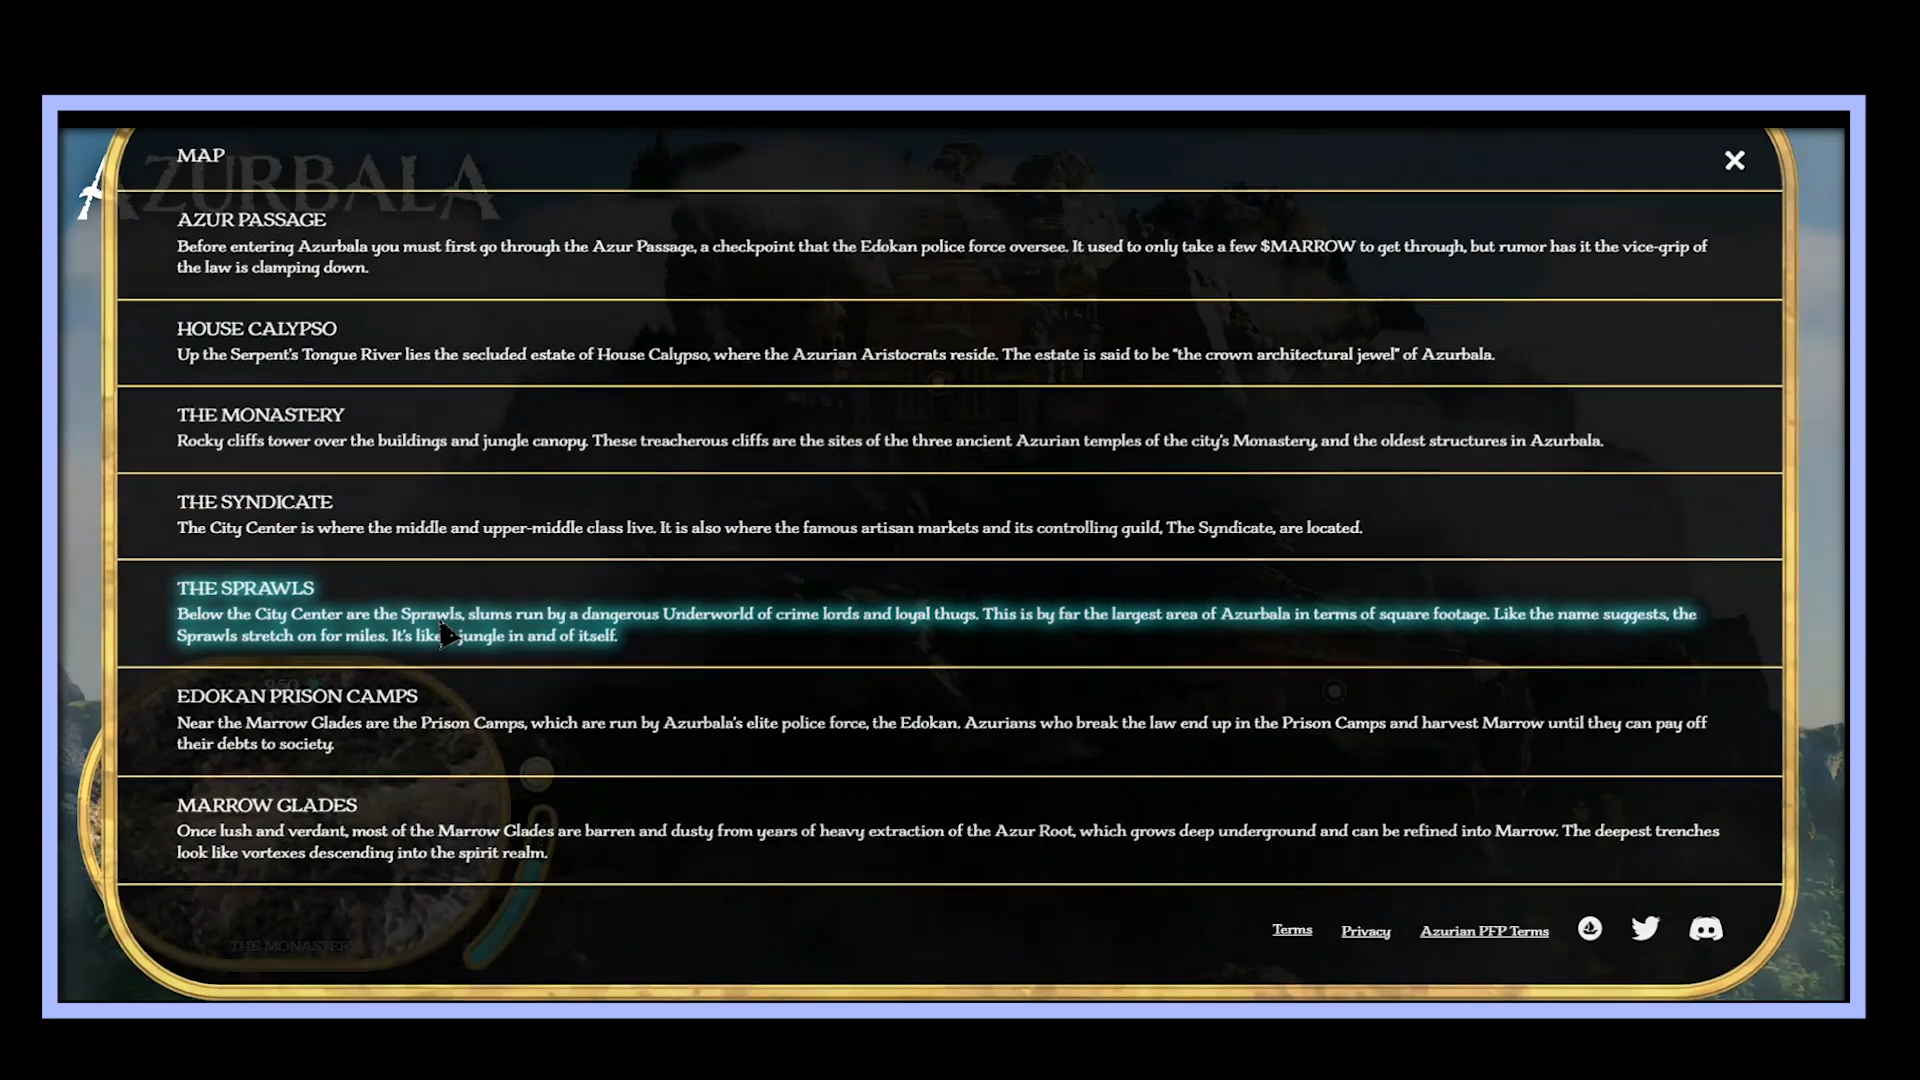 AZURBALA
MAP
AZUR PASSAGE
Before entering Azurbala you must first go through the Azur Passage, a checkpoint that the Edokan police force oversee. It used to only take a few $MARROW to get through, but rumor has it the vice-grip of
the law is clamping down.
HOUSE CALYPSO
Up the Serpent's Tongue River lies the secluded estate of House Calypso, where the Azurian Aristocrats reside. The estate is said to be "the crown architectural jewel" of Azurbala.
THE MONASTERY
Rocky cliffs tower over the buildings and jungle canopy. These treacherous cliffs are the sites of the three ancient Azurian temples of the city's Monastery, and the oldest structures in Azurbala.
THE SYNDICATE
The City Center is where the middle and upper-middle class live. It is also where the famous artisan markets and its controlling guild, The Syndicate, are located.
THE SPRAWLS
Below the City Center are the Sprawls, slums run by a dangerous Underworld of crime lords and loyal thugs. This is by far the largest area of Azurbala in terms of square footage. Like the name suggests, the
Sprawls stretch on for miles. It's like jungle in and of itself.
EDOKAN PRISON CAMPS
Near the Marrow Glades are the Prison Camps, which are run by Azurbala's elite police force, the Edokan. Azurians who break the law end up in the Prison Camps and harvest Marrow until they can pay off
their debts to society.
MARROW GLADES
Once lush and verdant, most of the Marrow Glades are barren and dusty from years of heavy extraction of the Azur Root, which grows deep underground and can be refined into Marrow. The deepest trenches
look like vortexes descending into the spirit realm.
Terms Privacy Azurian PFP Terms
THE MONASTERY